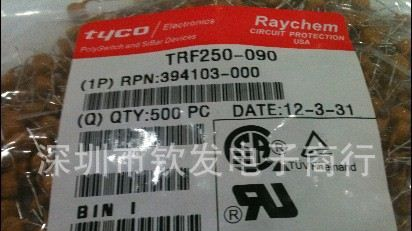 tyco / Electronics
PolySwitch and SiBar Devices
Raychem
CIRCUIT PROTECTION
USA
TRF250-090
(1P) RPN:394103-000
(Q) QTY:500 PC DATE:12-3-31
深圳市钦发电子商行
TUV Rheinland
BIN I